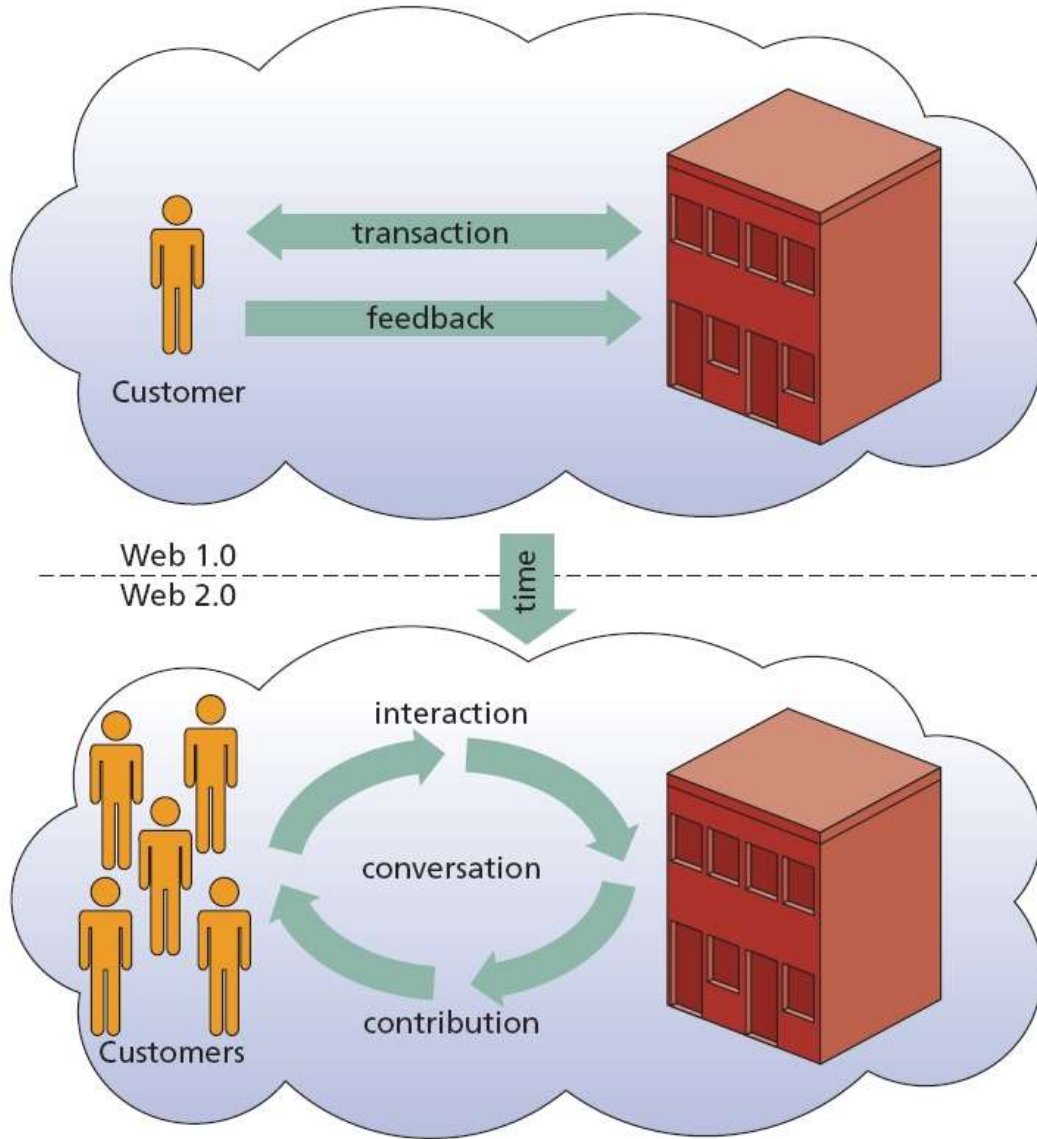 transaction
feedback
Customer
Web 1.0
time
Web 2.0
interaction
conversation
contribution
Customers